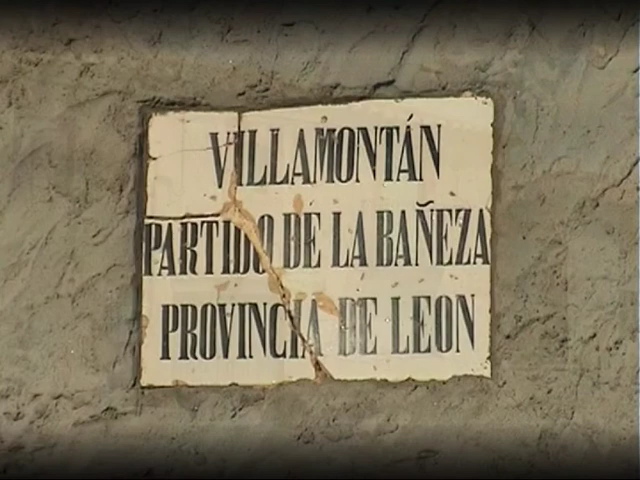 VILLAMONTÁN
PARTIDO DE LA BAÑEZA
PROVINCIA DE LEON